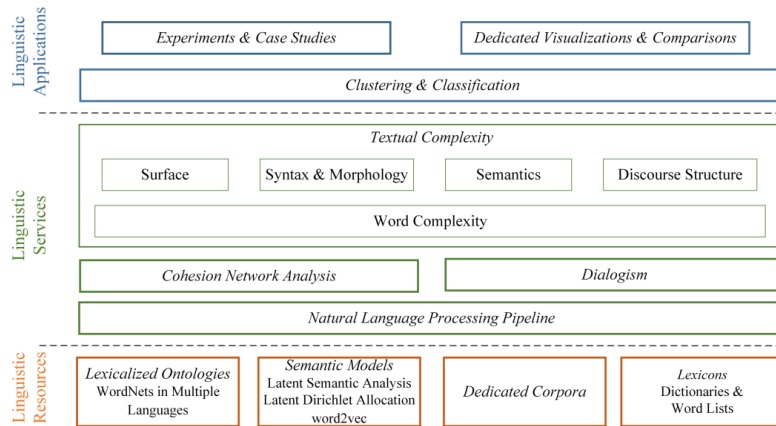 Linguistic
Applications
Experiments & Case Studies
Dedicated Visualizations & Comparisons
Clustering & Classification
Linguistic
Services
Textual Complexity
Surface
Syntax & Morphology
Semantics
Discourse Structure
Word Complexity
Cohesion Network Analysis
Dialogism
Natural Language Processing Pipeline
Linguistic
Resources
Lexicalized Ontologies
WordNets in Multiple
Languages
Semantic Models
Latent Semantic Analysis
Latent Dirichlet Allocation
word2vec
Dedicated Corpora
Lexicons
Dictionaries &
Word Lists